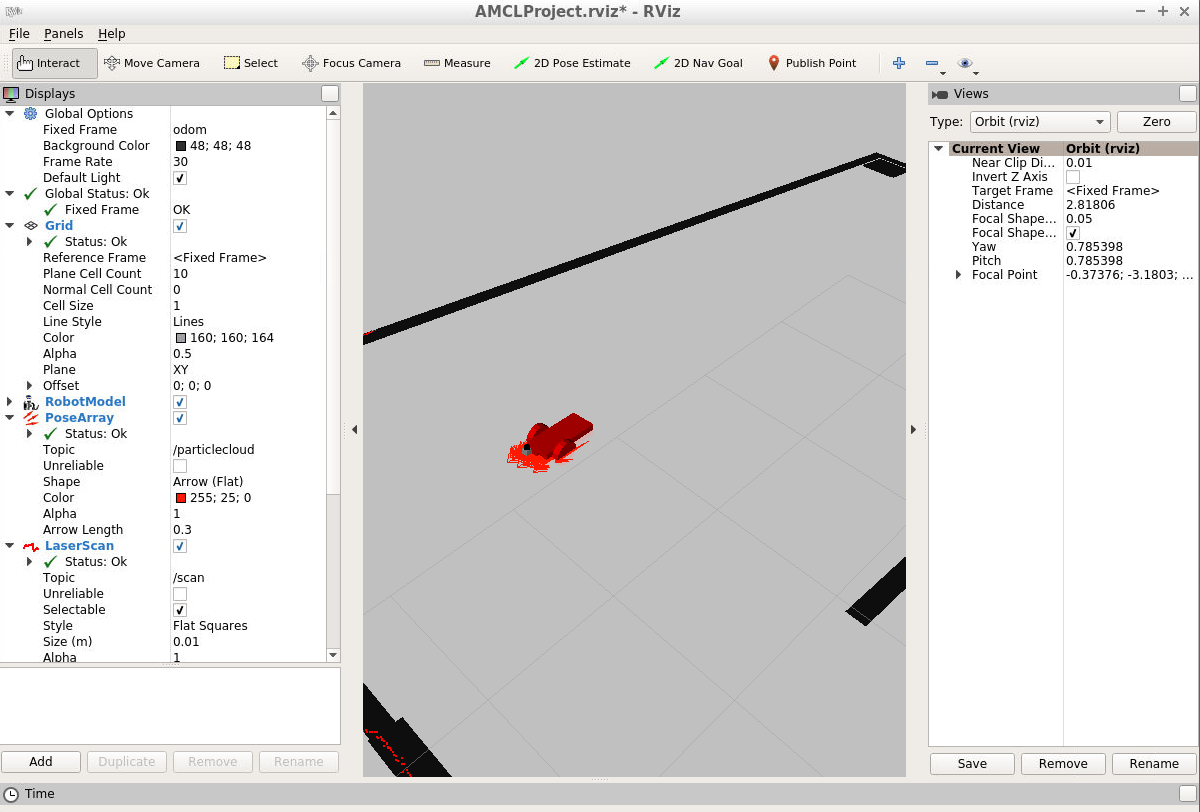 AMCLProject.rviz* - RViz
File Panels Help
Interact Move Camera Select Focus Camera Measure 2D Pose Estimate 2D Nav Goal Publish Point
Displays
Global Options
Fixed Frame odom
Background Color 48; 48; 48
Frame Rate 30
Default Light
Global Status: Ok
Fixed Frame OK
Grid
Status: Ok
Reference Frame <Fixed Frame>
Plane Cell Count 10
Normal Cell Count 0
Cell Size 1
Line Style Lines
Color 160; 160; 164
Alpha 0.5
Plane XY
Offset 0; 0; 0
RobotModel
PoseArray
Status: Ok
Topic /particlecloud
Unreliable
Shape Arrow (Flat)
Color 255; 25; 0
Alpha 1
Arrow Length 0.3
LaserScan
Status: Ok
Topic /scan
Unreliable
Selectable
Style Flat Squares
Size (m) 0.01
Alpha 1
Add Duplicate Remove Rename
Views
Type: Orbit (rviz) Zero
Current View Orbit (rviz)
Near Clip Di... 0.01
Invert Z Axis
Target Frame <Fixed Frame>
Distance 2.81806
Focal Shape... 0.05
Focal Shape...
Yaw 0.785398
Pitch 0.785398
Focal Point -0.37376; -3.1803; ...
Save Remove Rename
Time